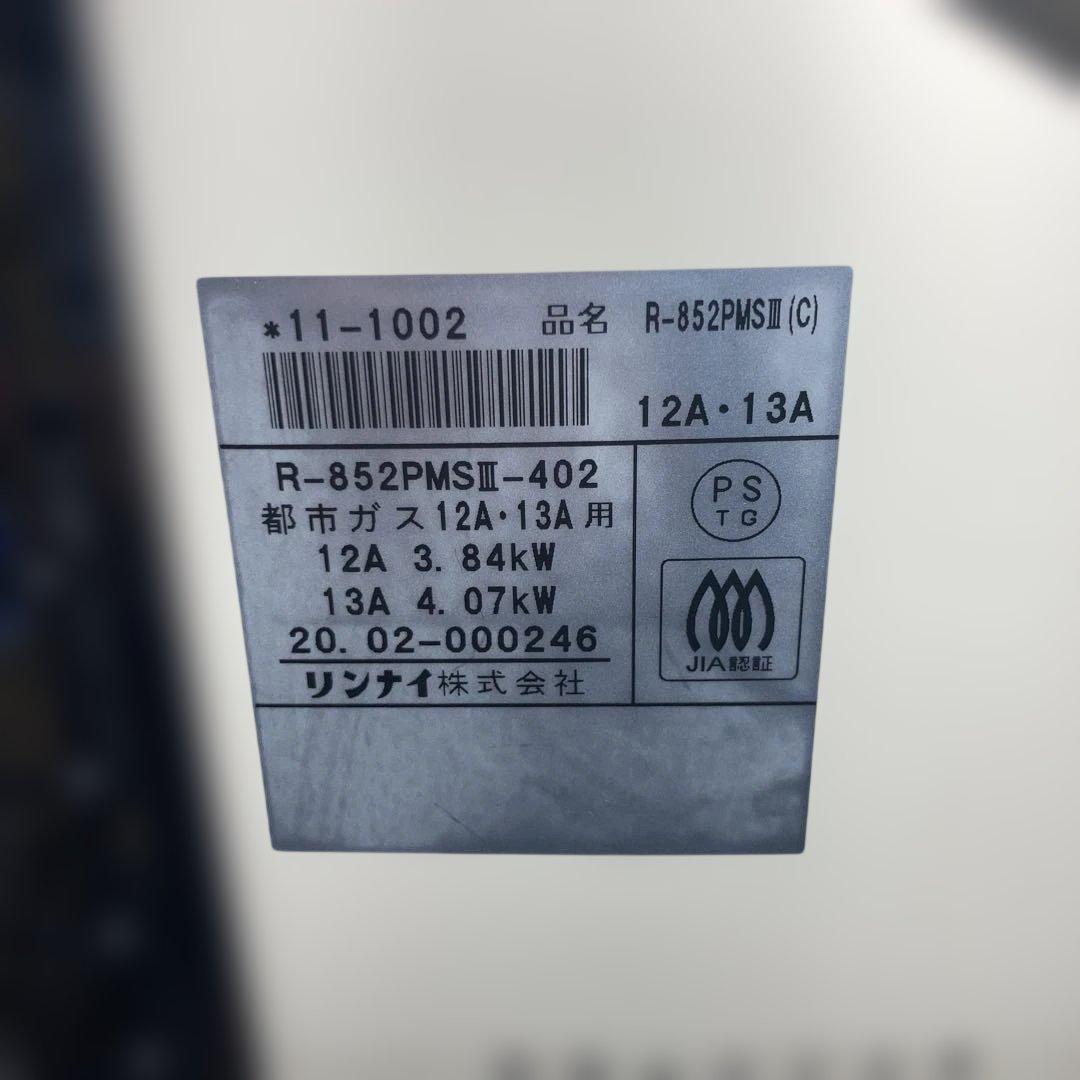 *11-1002 品名 R-852PMSⅢ(C)
12A・13A
R-852PMSⅢ-402
都市ガス12A・13A用
12A 3.84kW
13A 4.07kW
20.02-000246
リンナイ株式会社
PS
TG
JIA認証